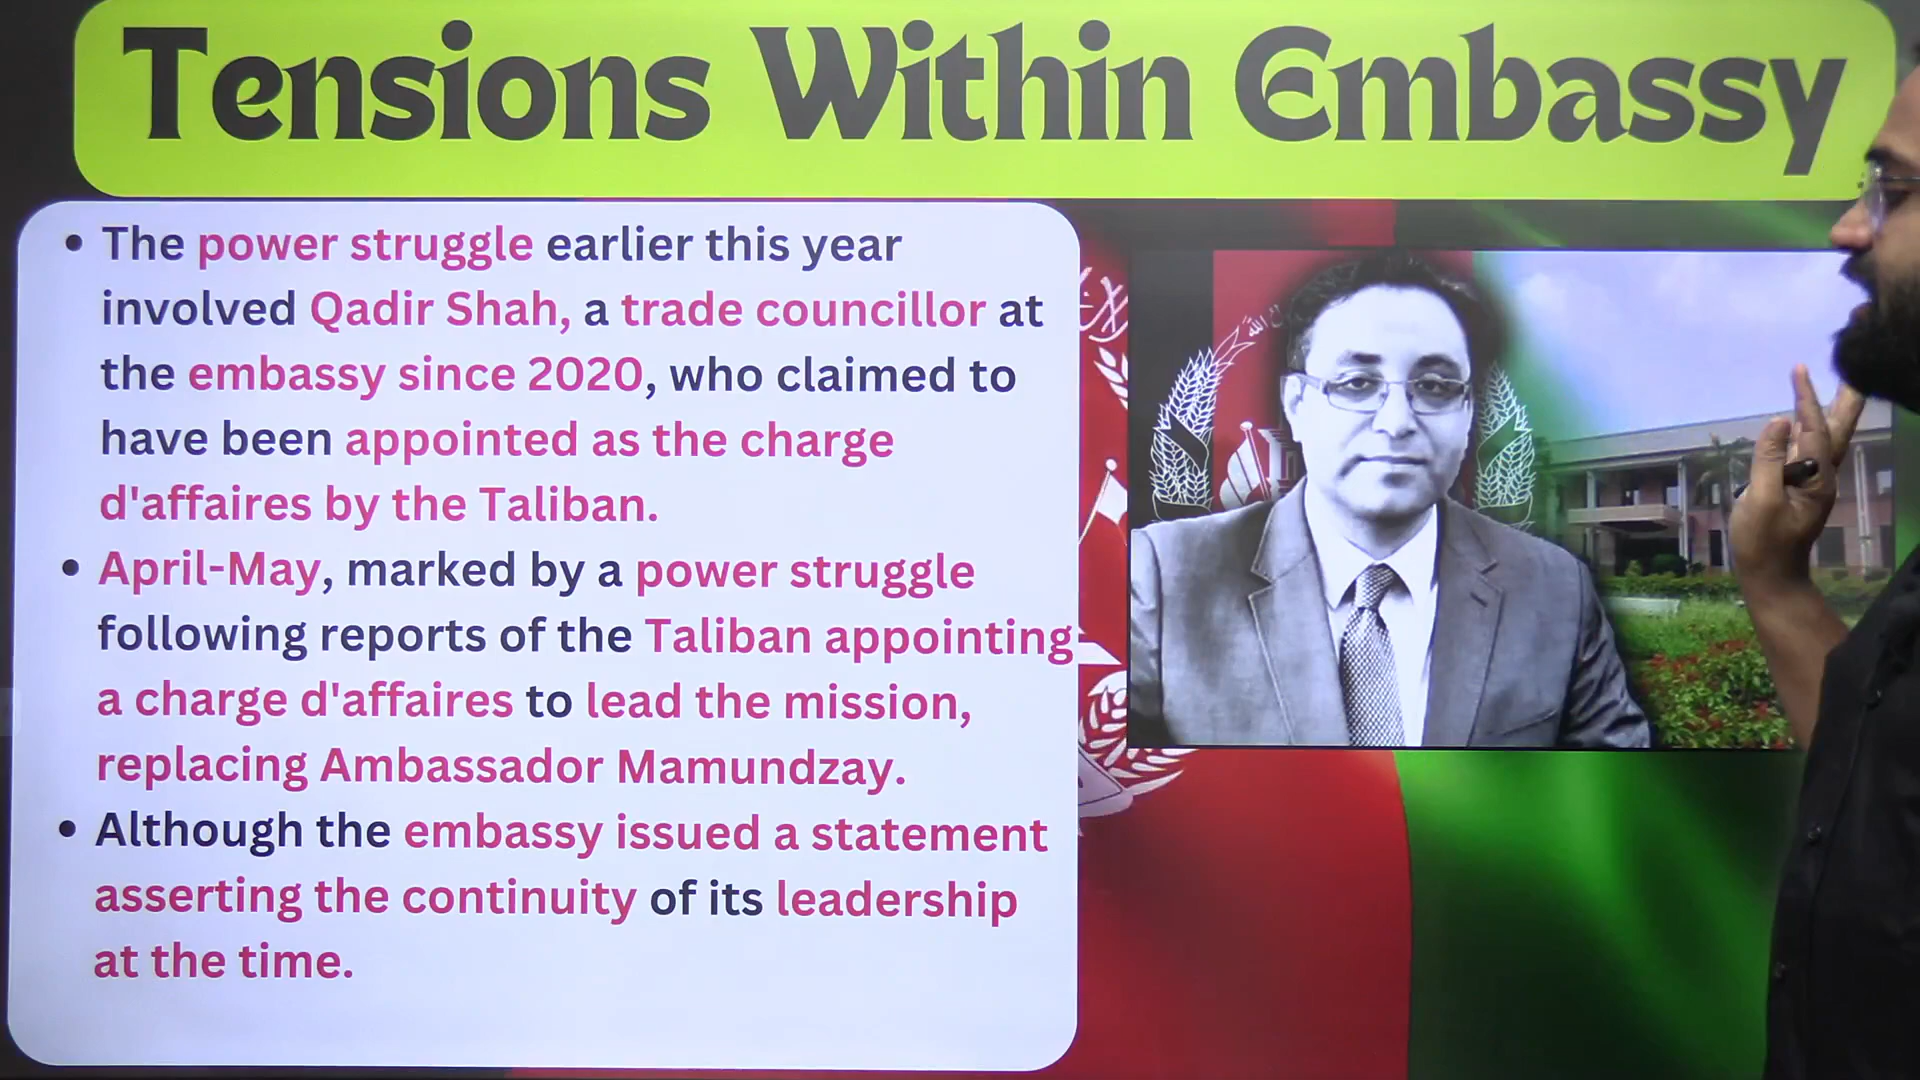 Tensions Within Embassy
• The power struggle earlier this year
involved Qadir Shah, a trade councillor at
the embassy since 2020, who claimed to
have been appointed as the charge
d'affaires by the Taliban.
• April-May, marked by a power struggle
following reports of the Taliban appointing
a charge d'affaires to lead the mission,
replacing Ambassador Mamundzay.
• Although the embassy issued a statement
asserting the continuity of its leadership
at the time.